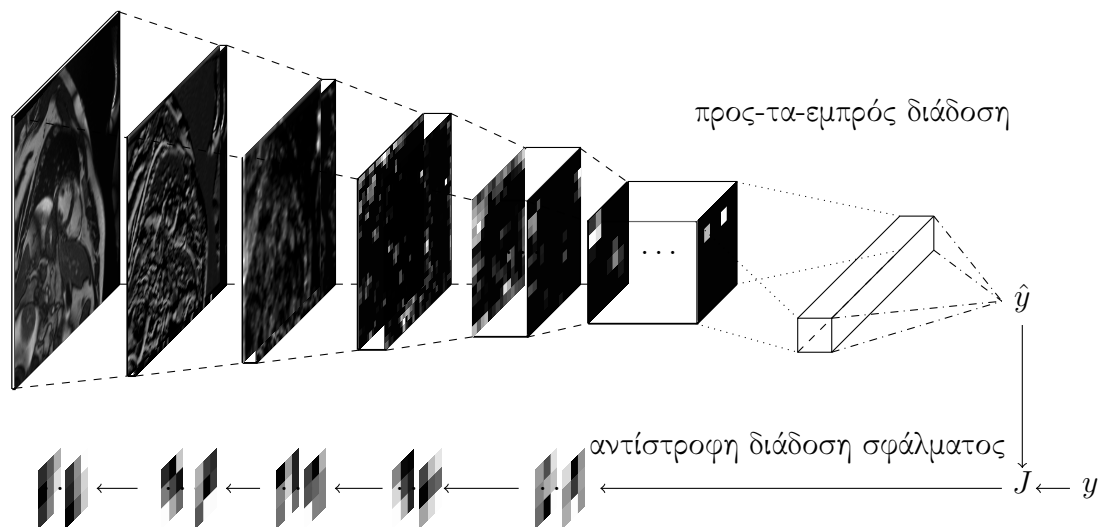 προς-τα-εμπρός διάδοση
. . .
ŷ
αντίστροφη διάδοση σφάλματος
J
y